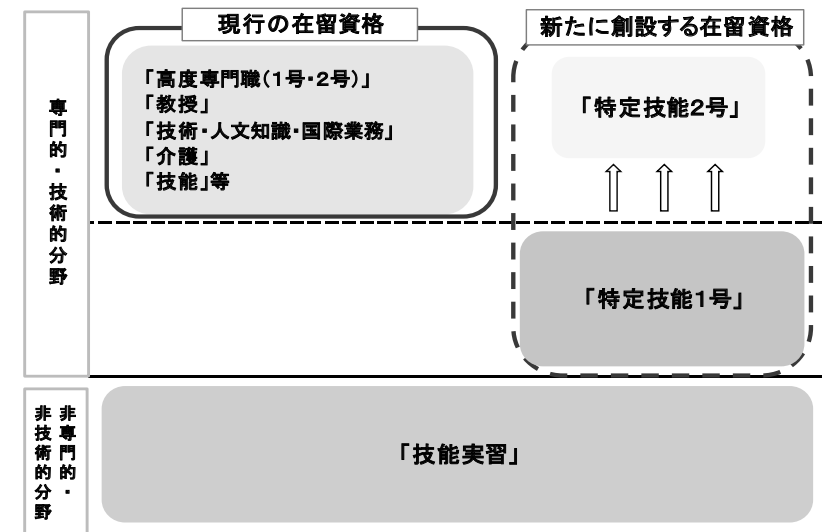 現行の在留資格
新たに創設する在留資格
専門的・技術的分野
「高度専門職(1号・2号)」
「教授」
「技術・人文知識・国際業務」
「介護」
「技能」等
「特定技能2号」
「特定技能1号」
非専門的・
非技術的分野
「技能実習」